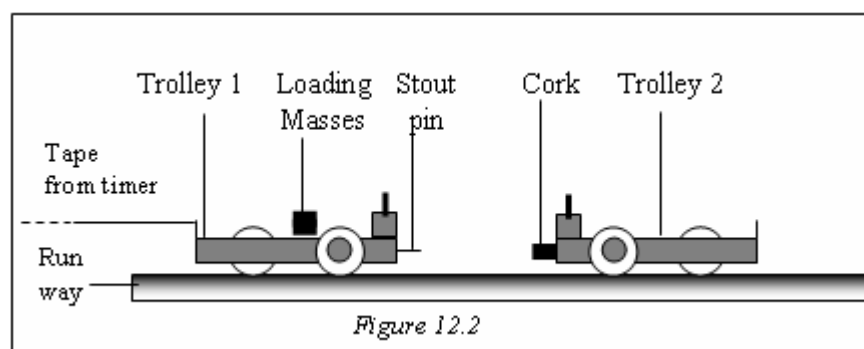 Trolley 1 Loading Masses Stout pin Cork Trolley 2
Tape from timer
Run way
Figure 12.2